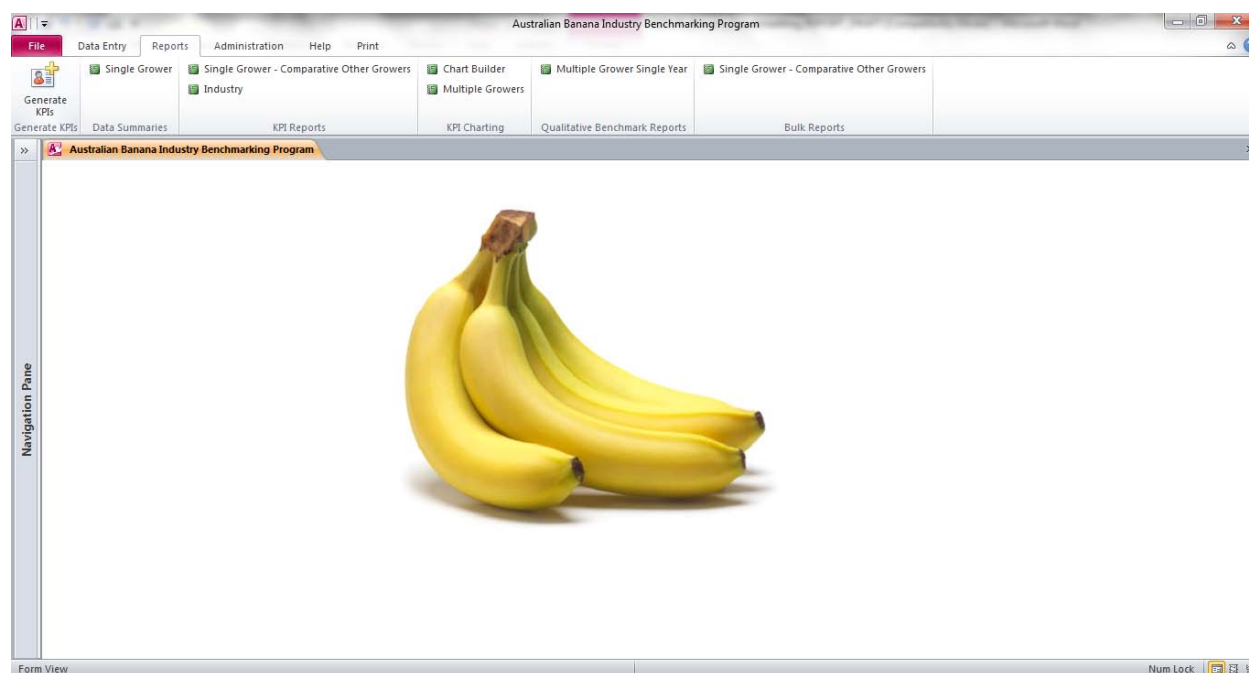 A
Australian Banana Industry Benchmarking Program
File Data Entry Reports Administration Help Print
Single Grower Single Grower - Comparative Other Growers Chart Builder Multiple Grower Single Year Single Grower - Comparative Other Growers
Industry Multiple Growers
Generate
KPIs
Generate KPIs Data Summaries KPI Reports KPI Charting Qualitative Benchmark Reports Bulk Reports
Australian Banana Industry Benchmarking Program
Navigation Pane
Form View Num Lock